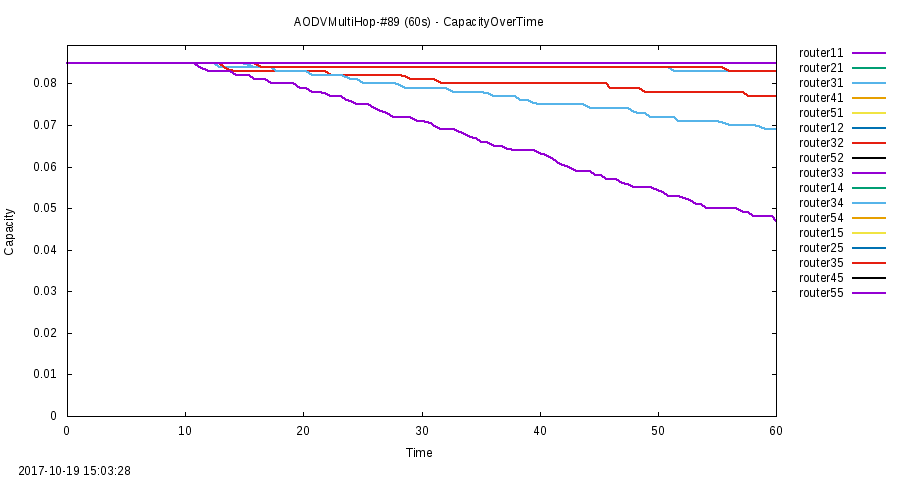 AODVMultiHop-#89 (60s) - CapacityOverTime
router11
router21
router31
router41
router51
router12
router32
router52
router33
router14
router34
router54
router15
router25
router35
router45
router55
Capacity
0.08
0.07
0.06
0.05
0.04
0.03
0.02
0.01
0
0 10 20 30 40 50 60
Time
2017-10-19 15:03:28